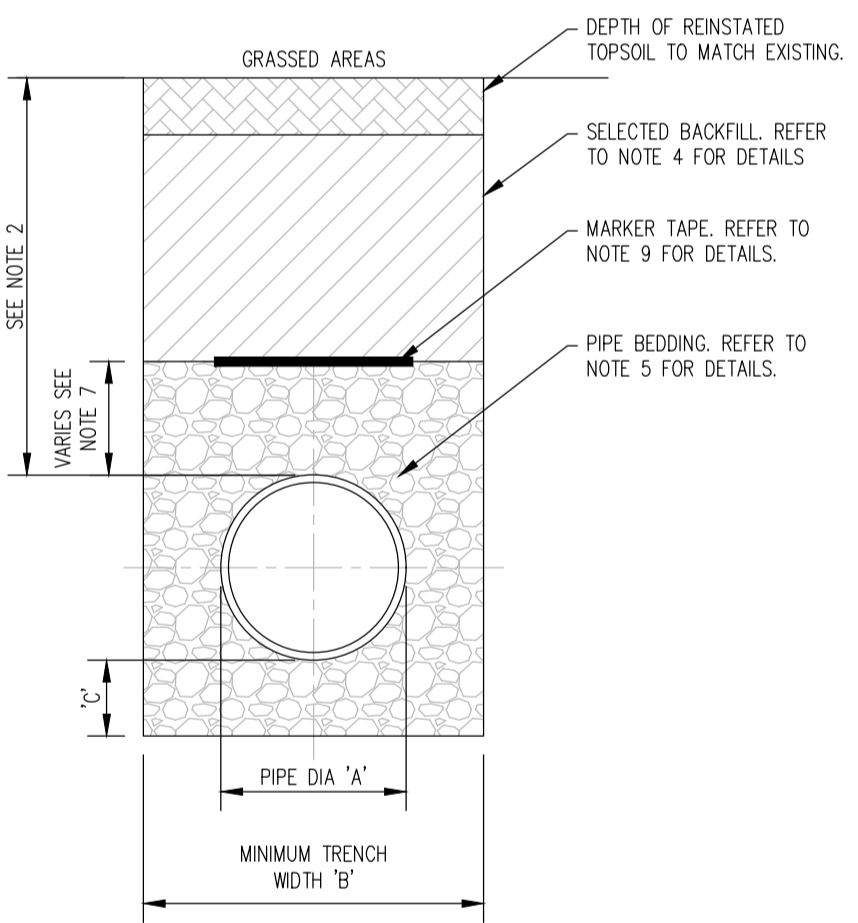 GRASSED AREAS
DEPTH OF REINSTATED
TOPSOIL TO MATCH EXISTING.
SELECTED BACKFILL. REFER
TO NOTE 4 FOR DETAILS
MARKER TAPE. REFER TO
NOTE 9 FOR DETAILS.
PIPE BEDDING. REFER TO
NOTE 5 FOR DETAILS.
SEE NOTE 2
VARIES SEE
NOTE 7
'C'
PIPE DIA 'A'
MINIMUM TRENCH
WIDTH 'B'